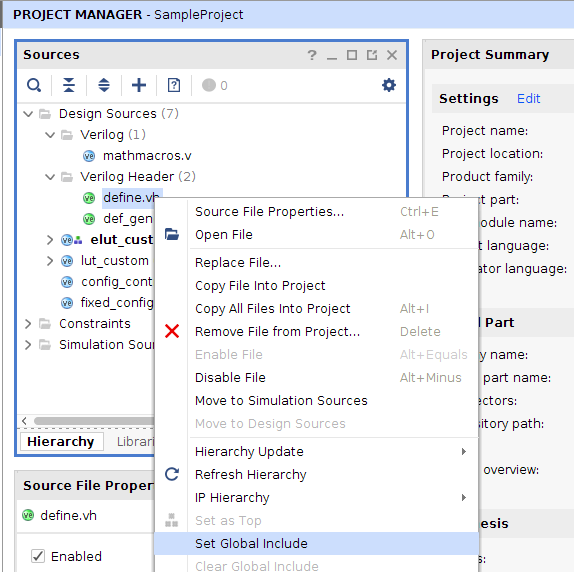 PROJECT MANAGER - SampleProject
Sources
? _
0
Design Sources (7)
Verilog (1)
mathmacros.v
Verilog Header (2)
define.vh
def_gen
elut_cust
lut_custom
config_cont
fixed_config
Constraints
Simulation Sour
Hierarchy
Librari
Source File Prope
define.vh
Enabled
Source File Properties... Ctrl+E
Open File Alt+O
Replace File...
Copy File Into Project
Copy All Files Into Project Alt+I
Remove File from Project... Delete
Enable File Alt+Equals
Disable File Alt+Minus
Move to Simulation Sources
Move to Design Sources
Hierarchy Update
Refresh Hierarchy
IP Hierarchy
Set as Top
Set Global Include
Clear Global Include
Project Summary
Settings Edit
Project name:
Project location:
Product family:
Project part:
odule name:
t language:
ator language:
d Part
y name:
part name:
ectors:
sitory path:
overview:
esis
s: